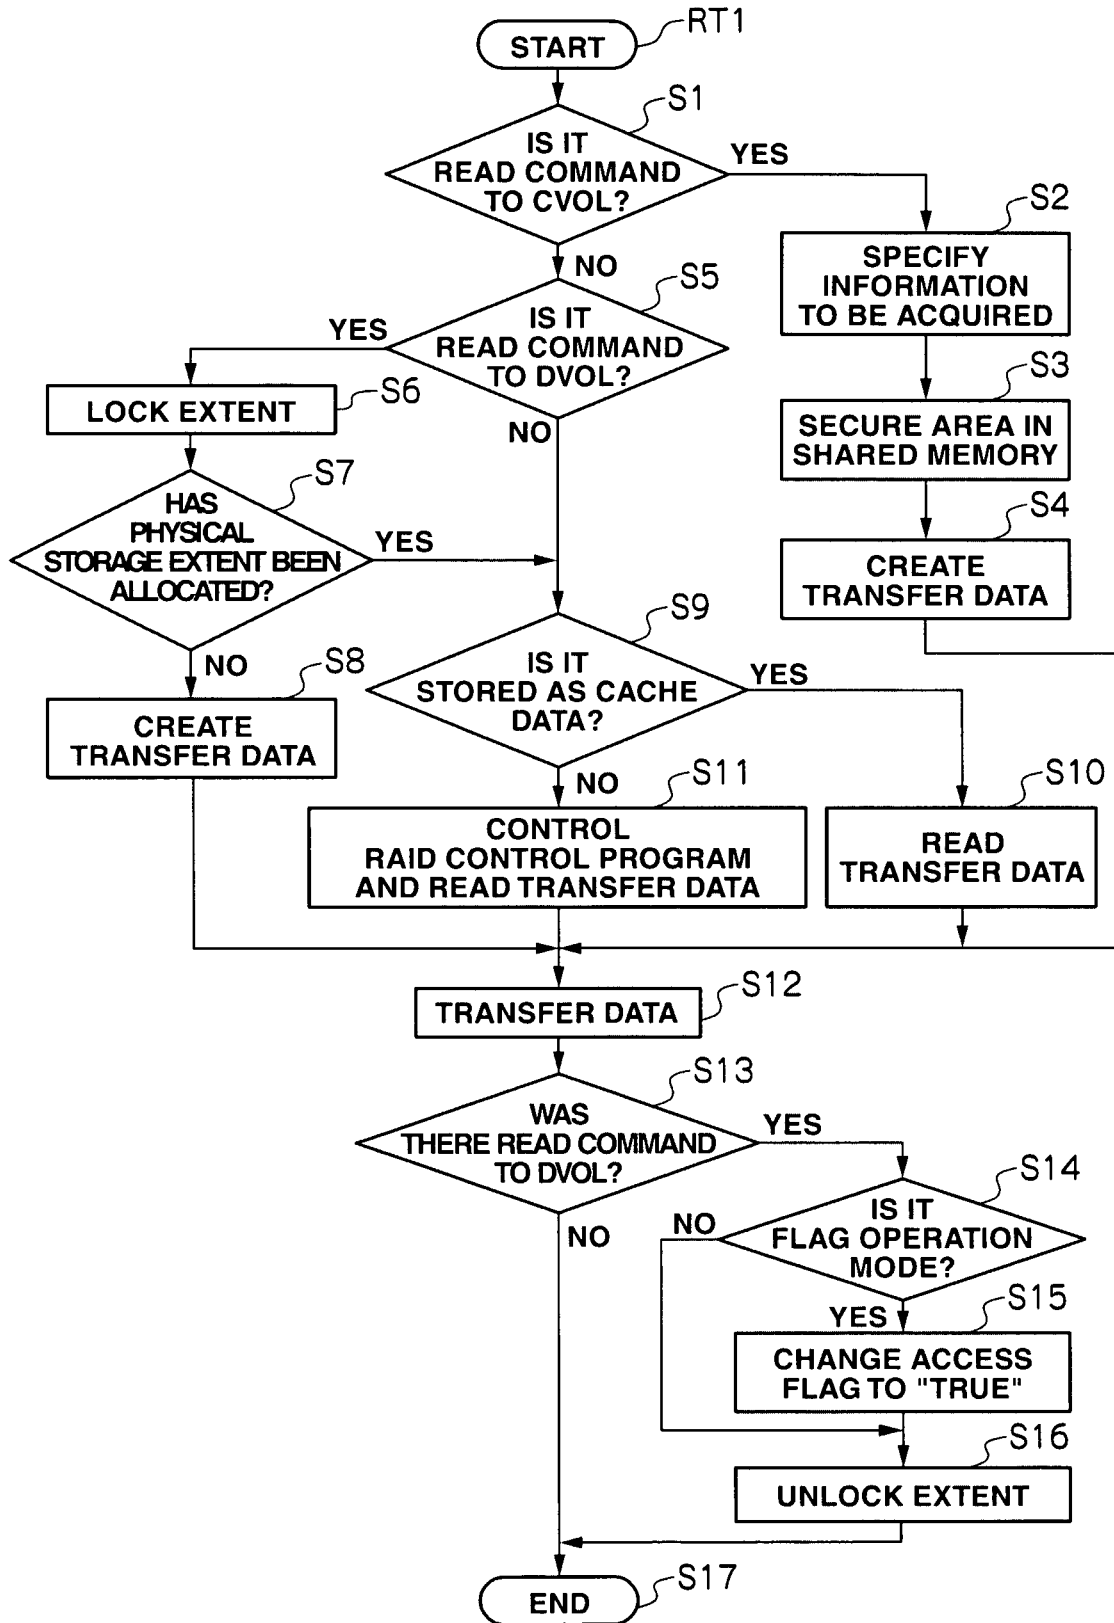 RT1
START
S1
IS IT
READ COMMAND
TO CVOL?
YES
NO
S2
SPECIFY
INFORMATION
TO BE ACQUIRED
S3
SECURE AREA IN
SHARED MEMORY
S4
CREATE
TRANSFER DATA
S5
IS IT
READ COMMAND
TO DVOL?
YES
NO
S6
LOCK EXTENT
S7
HAS
PHYSICAL
STORAGE EXTENT BEEN
ALLOCATED?
YES
NO
S8
CREATE
TRANSFER DATA
S9
IS IT
STORED AS CACHE
DATA?
YES
NO
S10
READ
TRANSFER DATA
S11
CONTROL
RAID CONTROL PROGRAM
AND READ TRANSFER DATA
S12
TRANSFER DATA
S13
WAS
THERE READ COMMAND
TO DVOL?
YES
NO
S14
IS IT
FLAG OPERATION
MODE?
NO
YES
S15
CHANGE ACCESS
FLAG TO "TRUE"
S16
UNLOCK EXTENT
S17
END